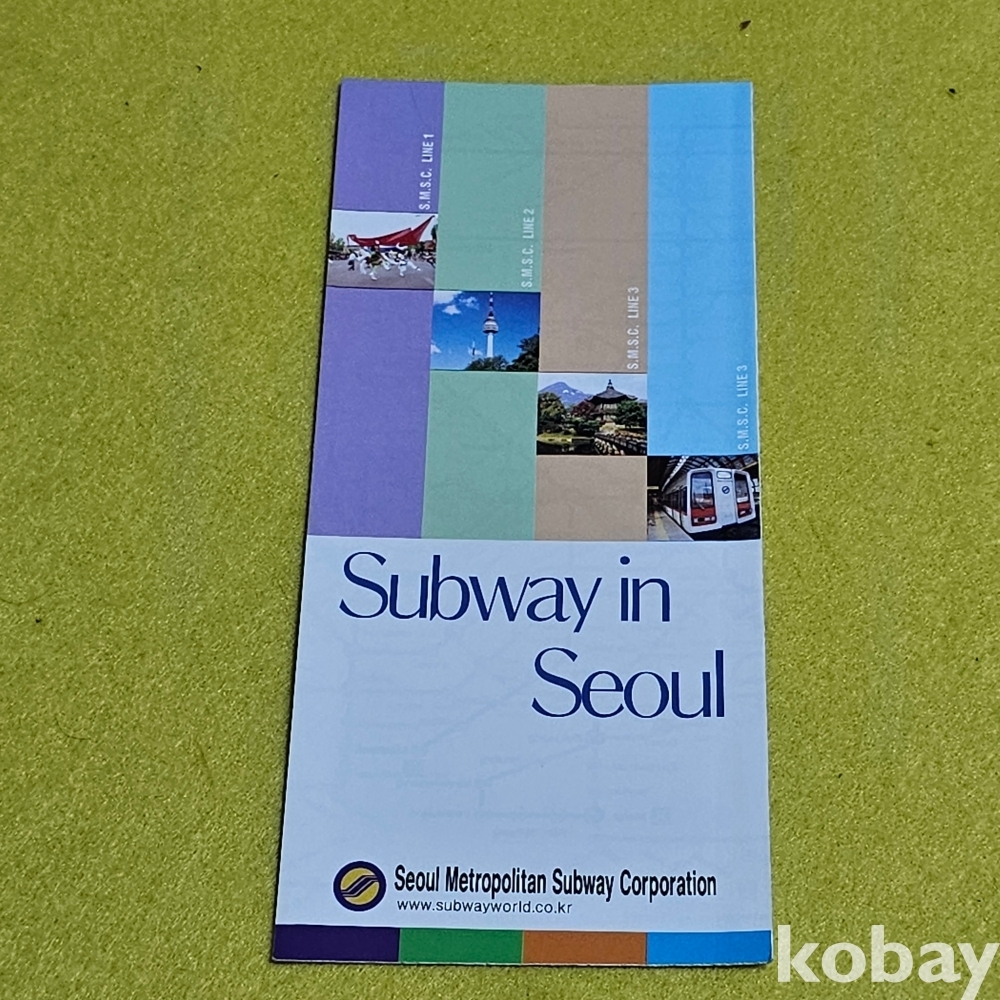 S.M.S.C. LINE 1
S.M.S.C. LINE 2
S.M.S.C. LINE 3
S.M.S.C. LINE 3
Subway in
Seoul
Seoul Metropolitan Subway Corporation
www.subwayworld.co.kr
kobay